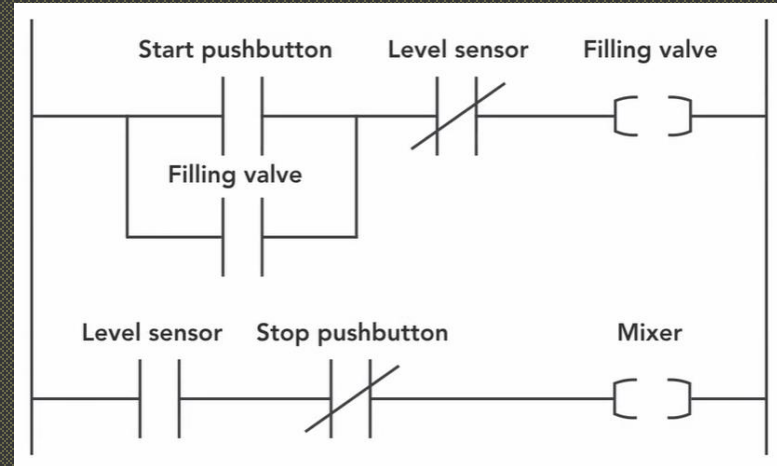 Start pushbutton Level sensor Filling valve
Filling valve
Level sensor Stop pushbutton Mixer